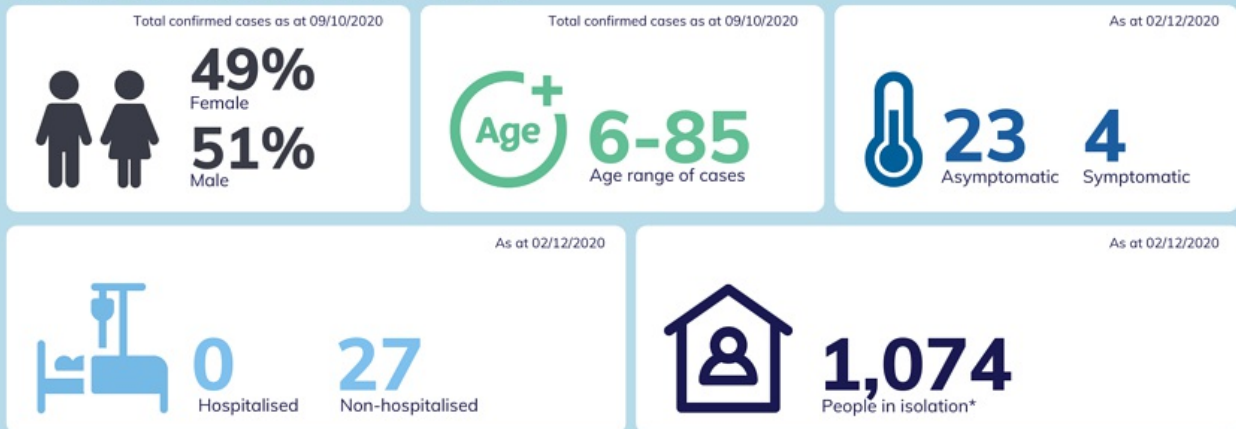 Total confirmed cases as at 09/10/2020
49%
Female
51%
Male
Total confirmed cases as at 09/10/2020
Age
6-85
Age range of cases
As at 02/12/2020
23 4
Asymptomatic Symptomatic
As at 02/12/2020
0 27
Hospitalised Non-hospitalised
As at 02/12/2020
1,074
People in isolation*